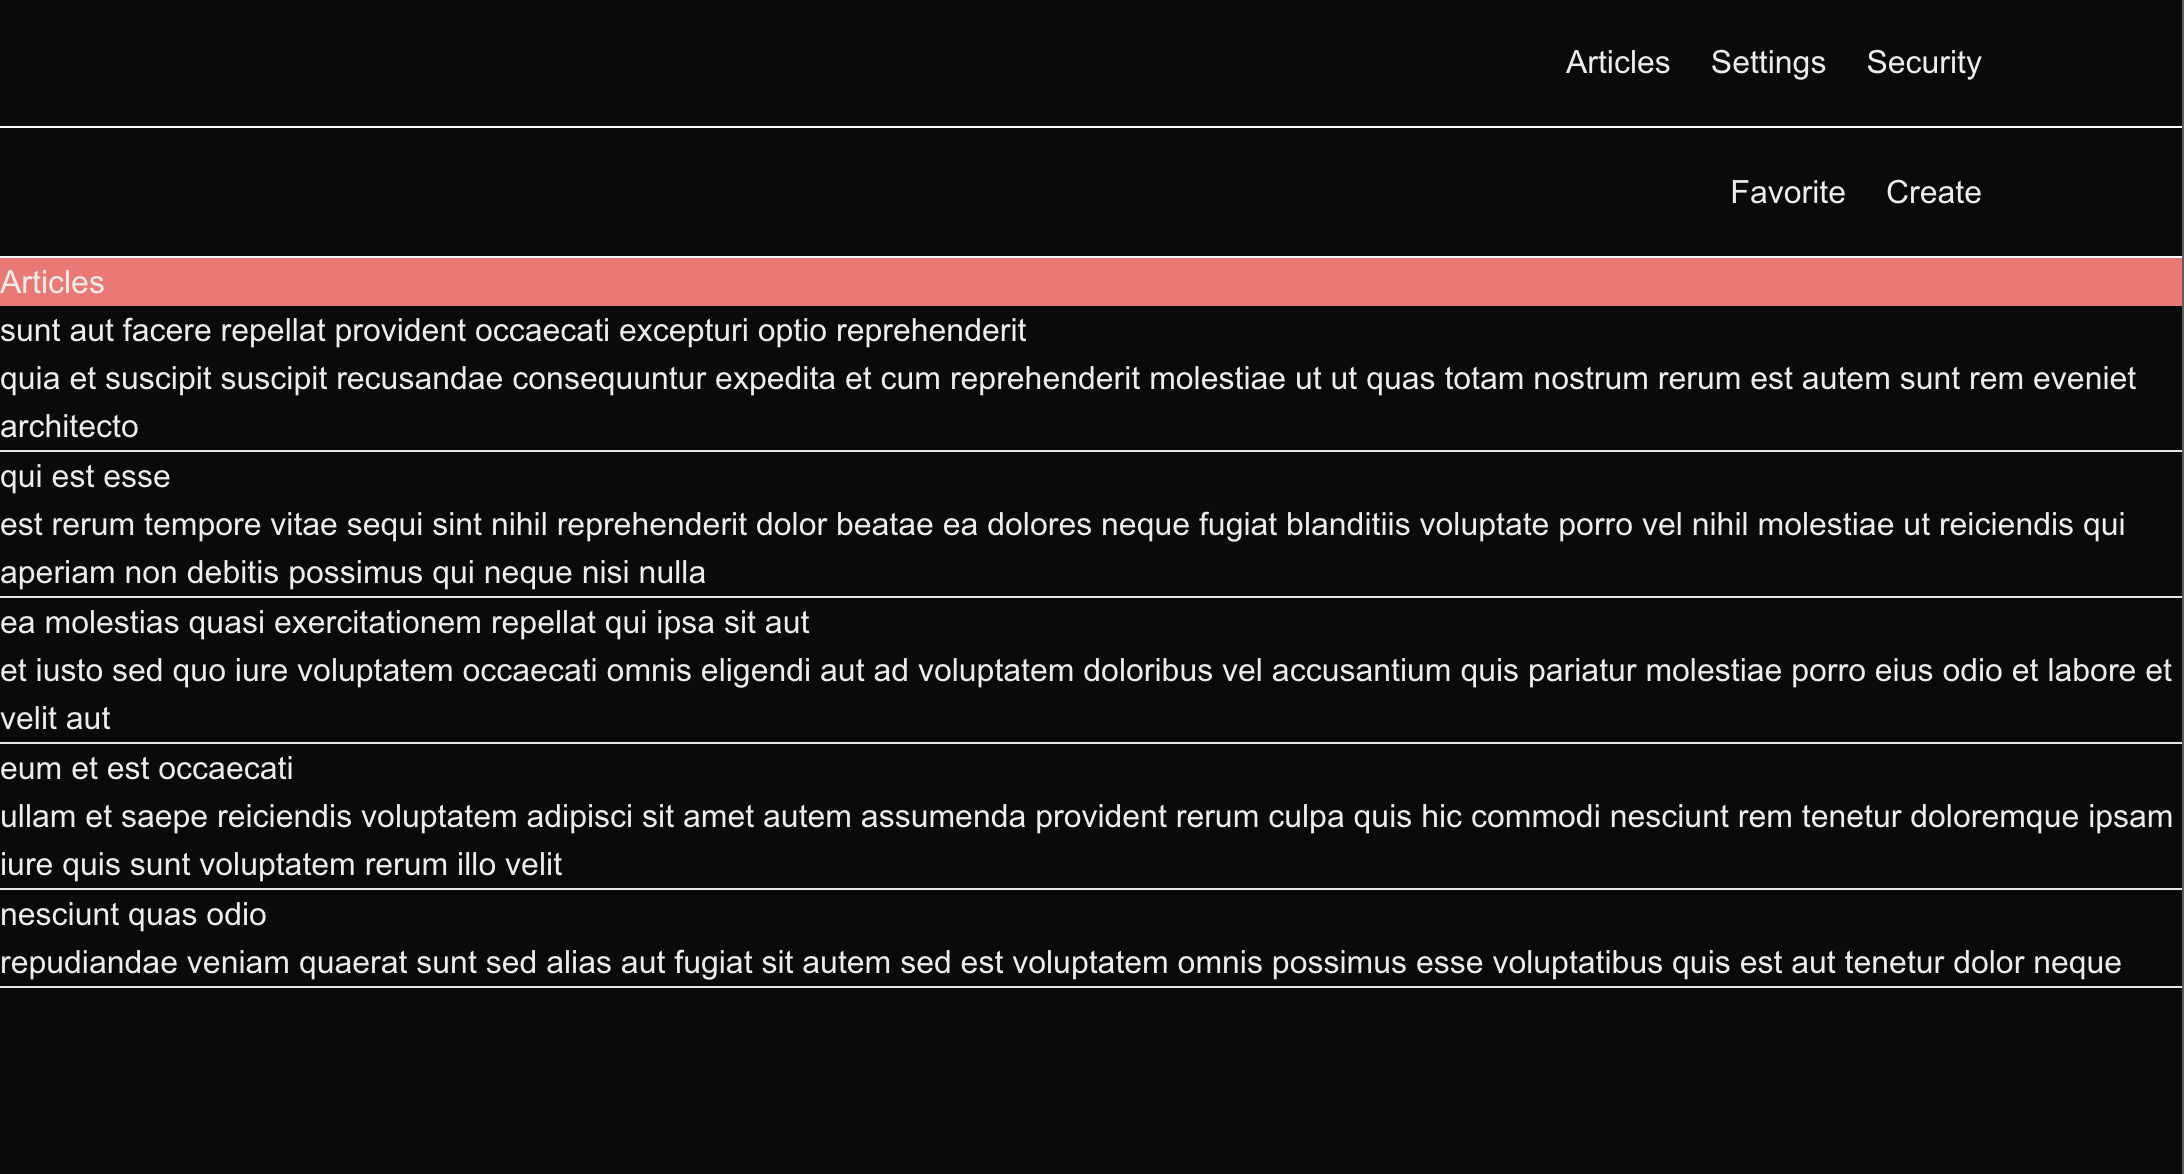 Articles Settings Security
Favorite Create
Articles
sunt aut facere repellat provident occaecati excepturi optio reprehenderit
quia et suscipit suscipit recusandae consequuntur expedita et cum reprehenderit molestiae ut ut quas totam nostrum rerum est autem sunt rem eveniet
architecto
qui est esse
est rerum tempore vitae sequi sint nihil reprehenderit dolor beatae ea dolores neque fugiat blanditiis voluptate porro vel nihil molestiae ut reiciendis qui
aperiam non debitis possimus qui neque nisi nulla
ea molestias quasi exercitationem repellat qui ipsa sit aut
et iusto sed quo iure voluptatem occaecati omnis eligendi aut ad voluptatem doloribus vel accusantium quis pariatur molestiae porro eius odio et labore et
velit aut
eum et est occaecati
ullam et saepe reiciendis voluptatem adipisci sit amet autem assumenda provident rerum culpa quis hic commodi nesciunt rem tenetur doloremque ipsam
iure quis sunt voluptatem rerum illo velit
nesciunt quas odio
repudiandae veniam quaerat sunt sed alias aut fugiat sit autem sed est voluptatem omnis possimus esse voluptatibus quis est aut tenetur dolor neque